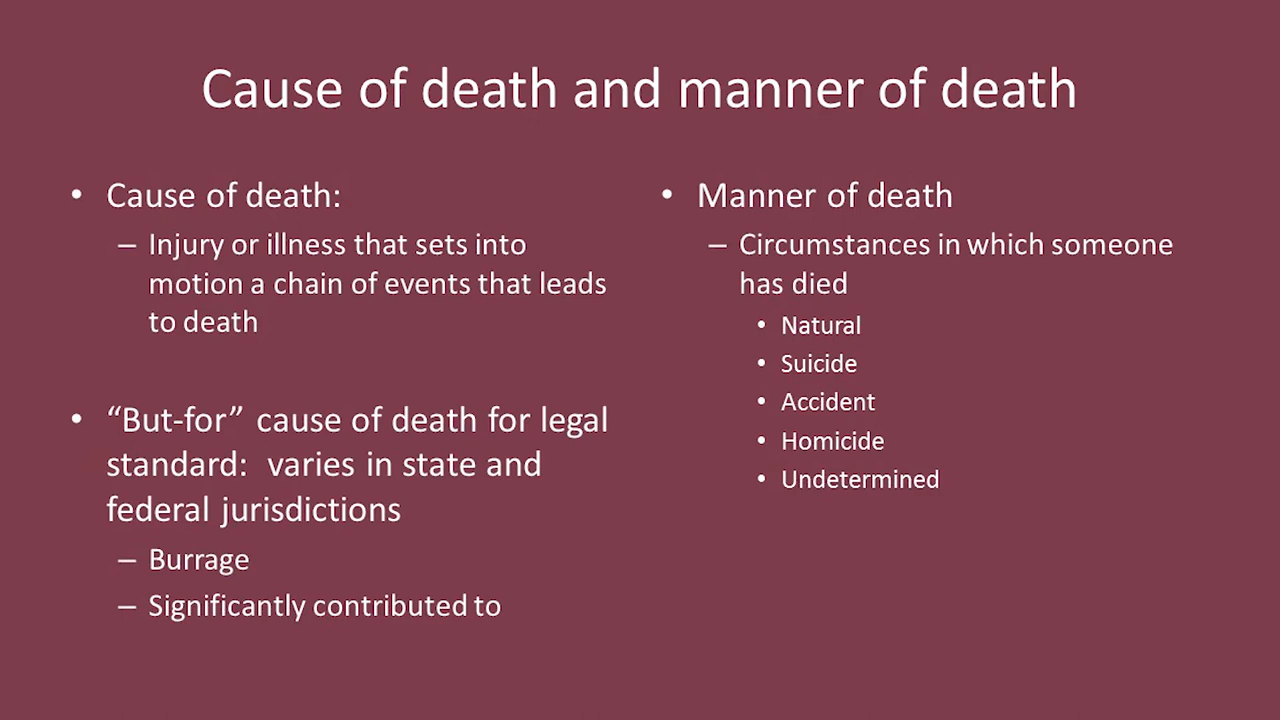 Cause of death and manner of death
• Cause of death:
– Injury or illness that sets into
motion a chain of events that leads
to death
• “But-for” cause of death for legal
standard:  varies in state and
federal jurisdictions
– Burrage
– Significantly contributed to
• Manner of death
– Circumstances in which someone
has died
• Natural
• Suicide
• Accident
• Homicide
• Undetermined